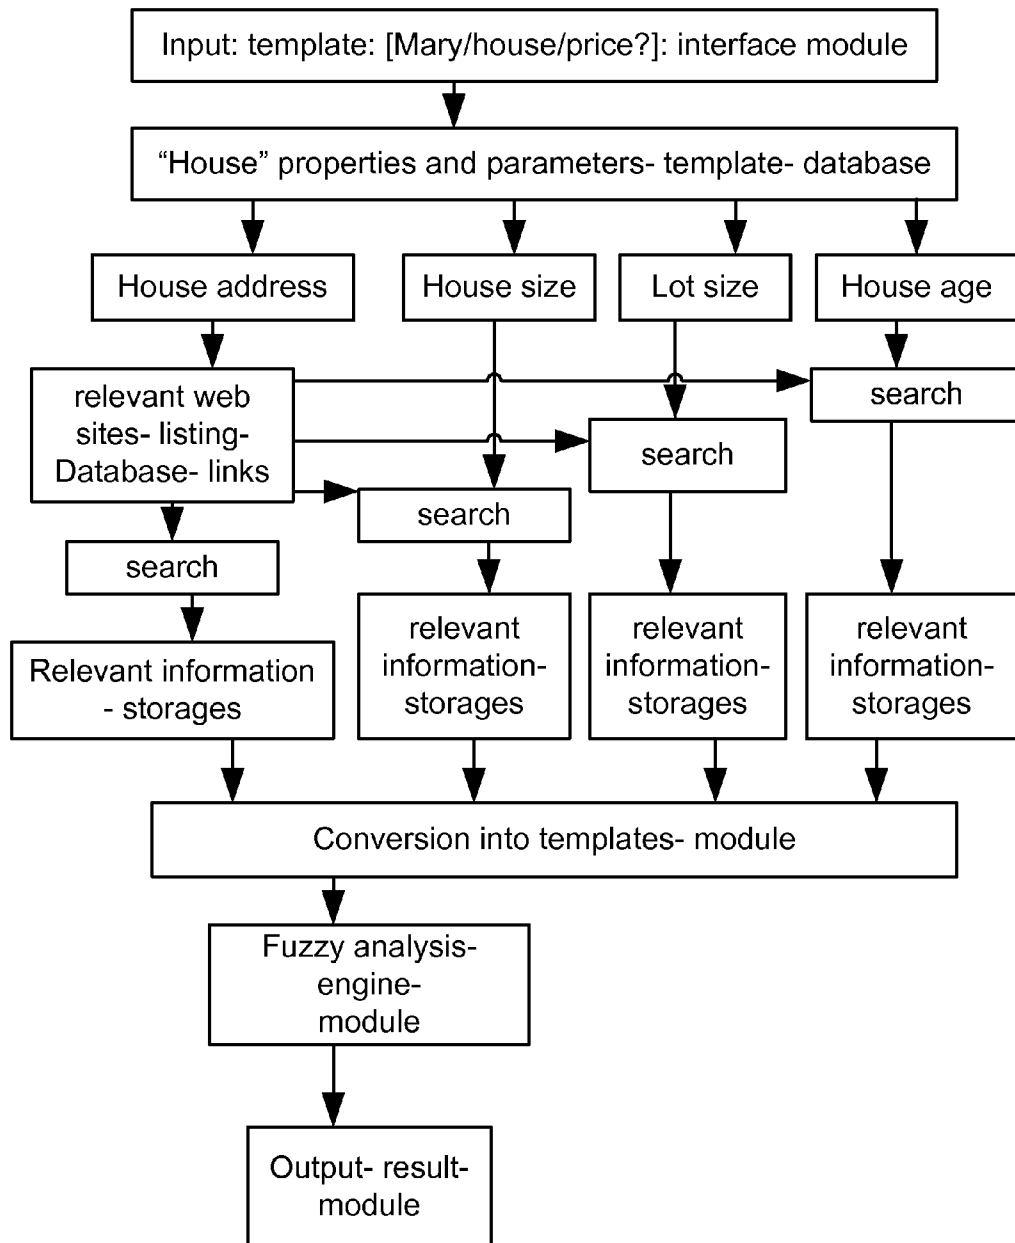 Input: template: [Mary/house/price?]: interface module
“House” properties and parameters- template- database
House address
House size
Lot size
House age
relevant web
sites- listing-
Database- links
search
search
search
search
Relevant information
- storages
relevant
information-
storages
relevant
information-
storages
relevant
information-
storages
Conversion into templates- module
Fuzzy analysis-
engine-
module
Output- result-
module